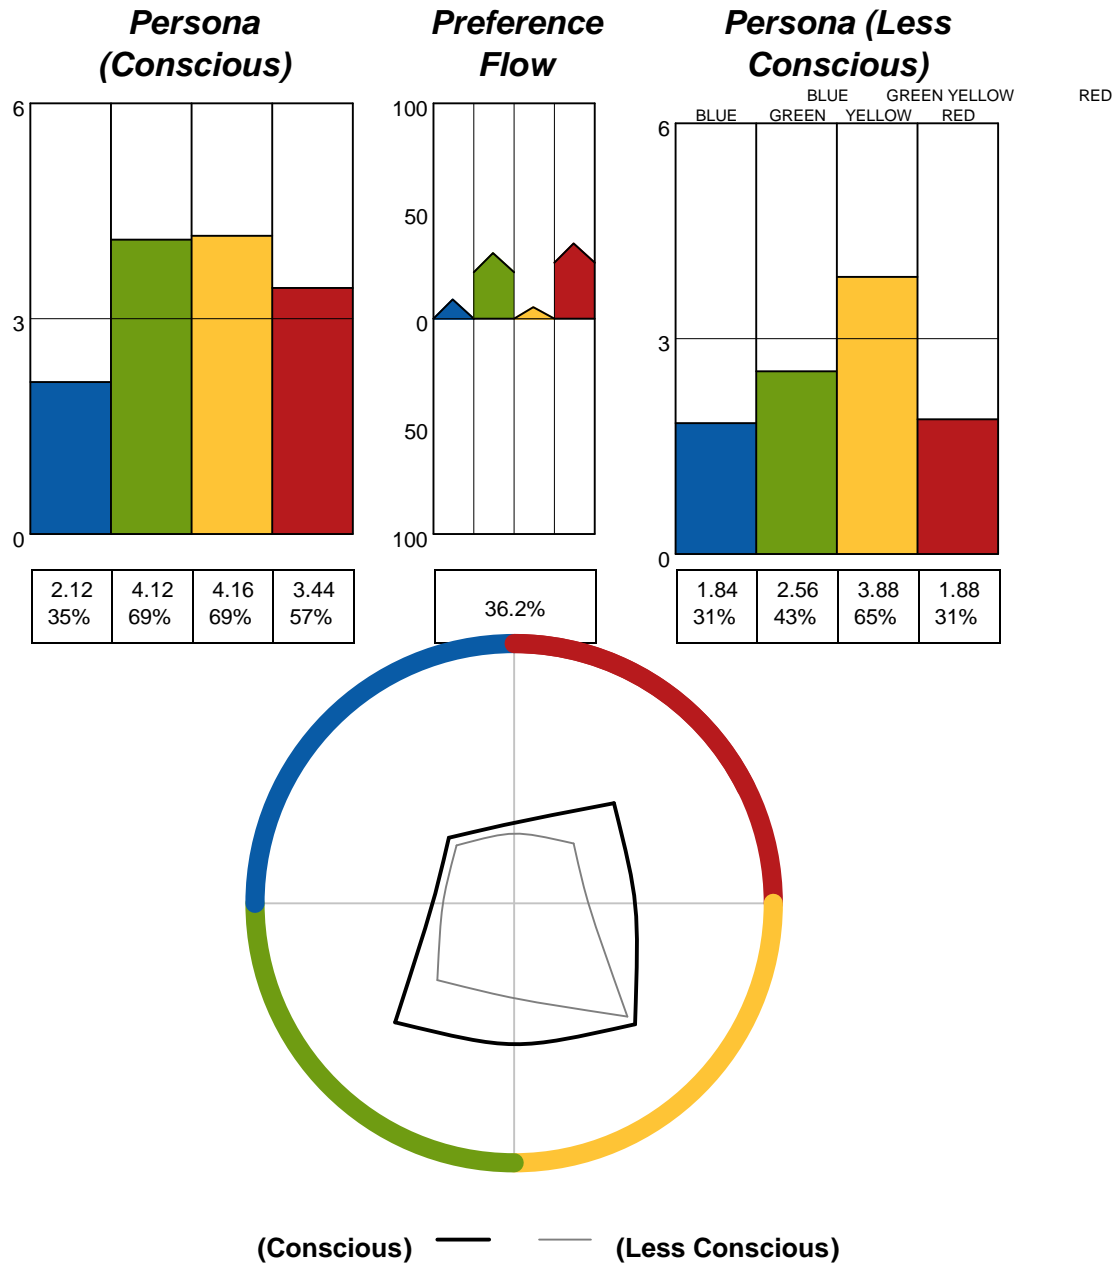 Persona
(Conscious)
Preference
Flow
Persona (Less
Conscious)
BLUE GREEN YELLOW RED
BLUE GREEN YELLOW RED
6
3
0
100
50
0
50
100
6
3
0
2.12 4.12 4.16 3.44
35% 69% 69% 57%
36.2%
1.84 2.56 3.88 1.88
31% 43% 65% 31%
(Conscious) (Less Conscious)